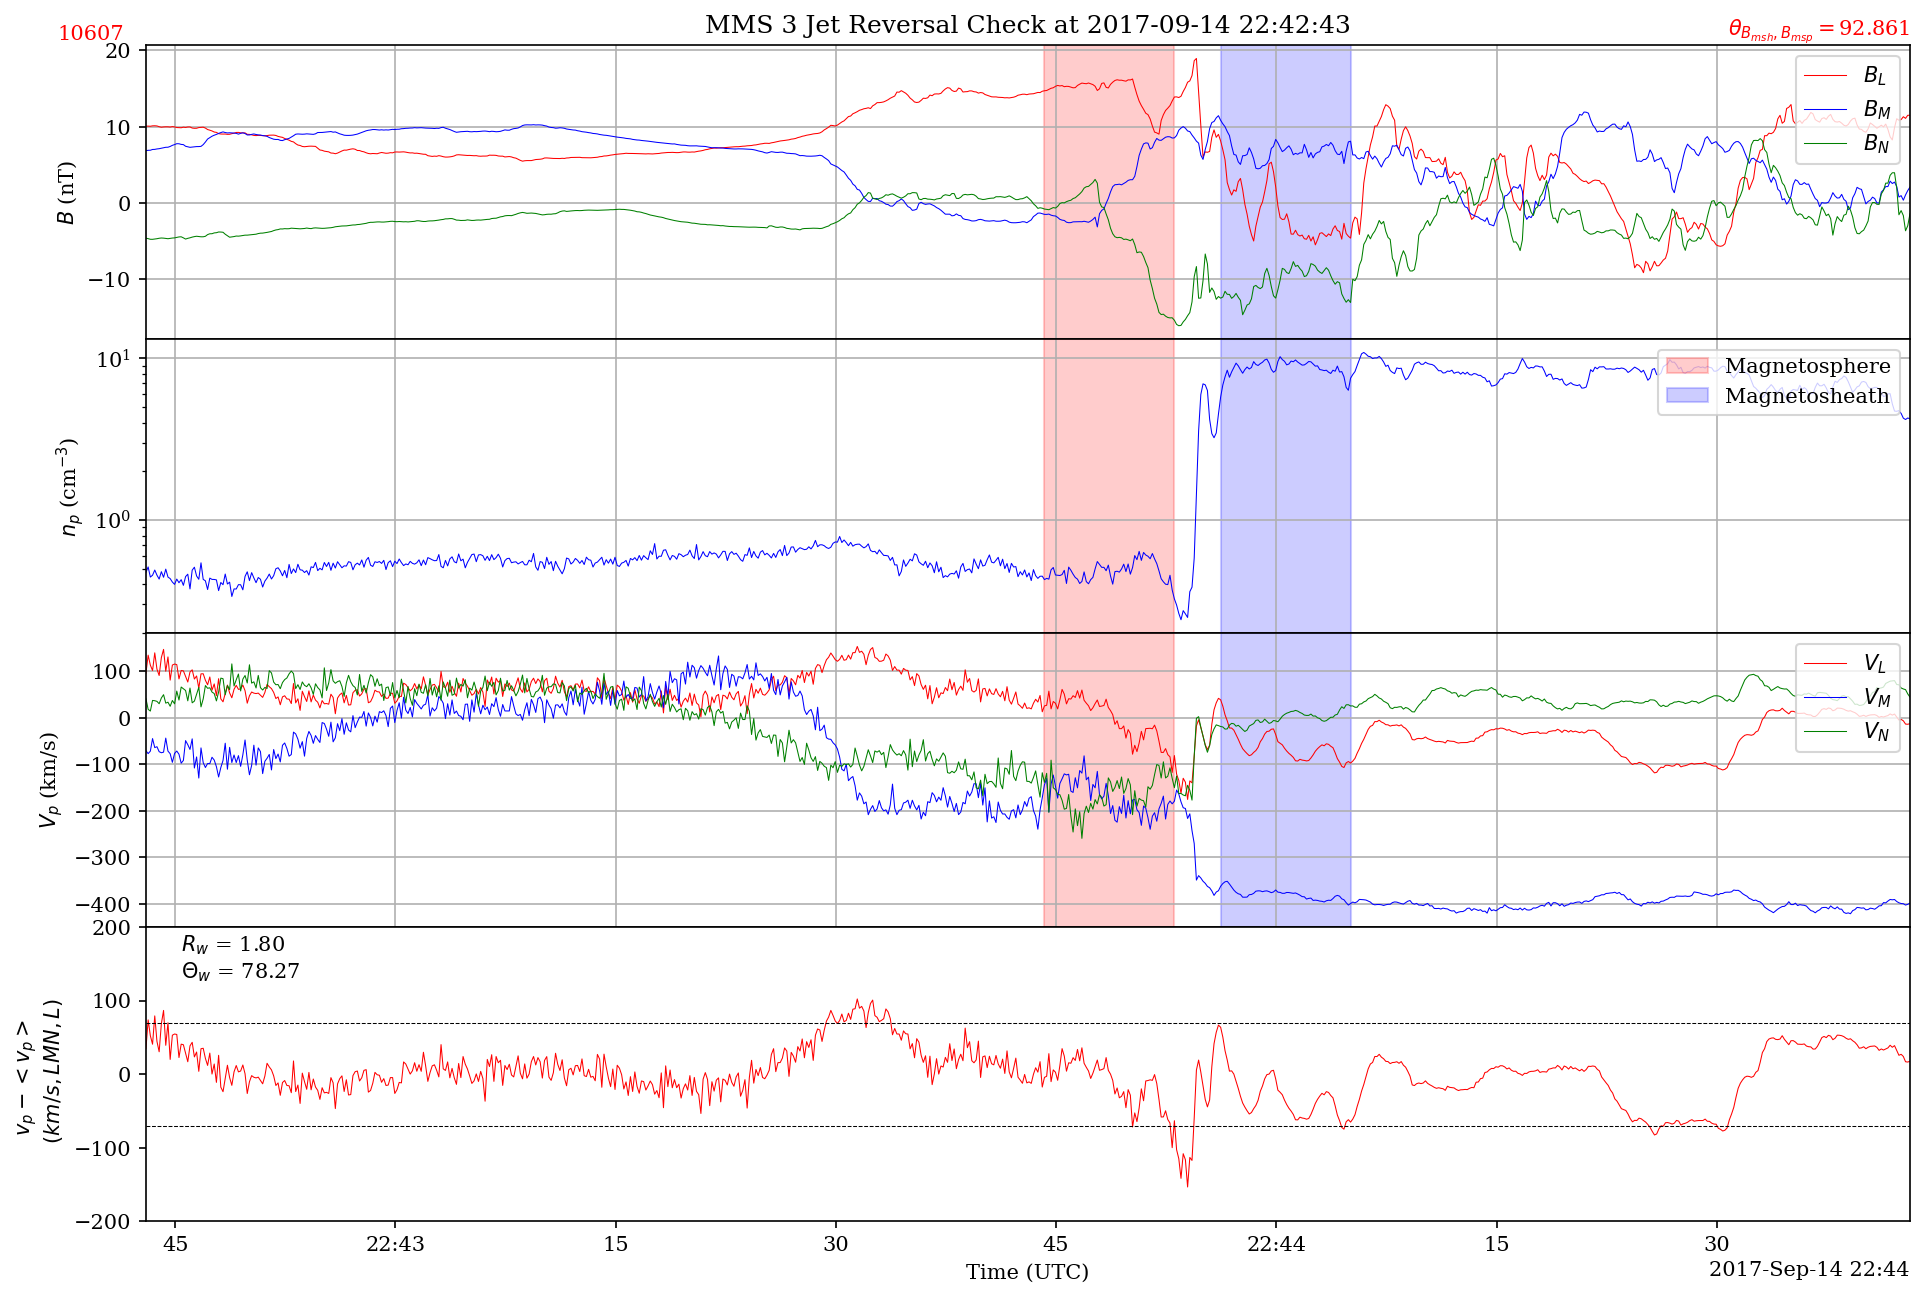 10607
MMS 3 Jet Reversal Check at 2017-09-14 22:42:43
θ_{B_{msh}, B_{msp}} = 92.861
20
10
0
−10
B (nT)
B_L
B_M
B_N
10^1
10^0
n_p (cm^{−3})
Magnetosphere
Magnetosheath
100
0
−100
−200
−300
−400
V_p (km/s)
V_L
V_M
V_N
200
100
0
−100
−200
v_p − <v_p>
(km/s, LMN, L)
R_w = 1.80
Θ_w = 78.27
45
22:43
15
30
45
22:44
15
30
Time (UTC)
2017-Sep-14 22:44